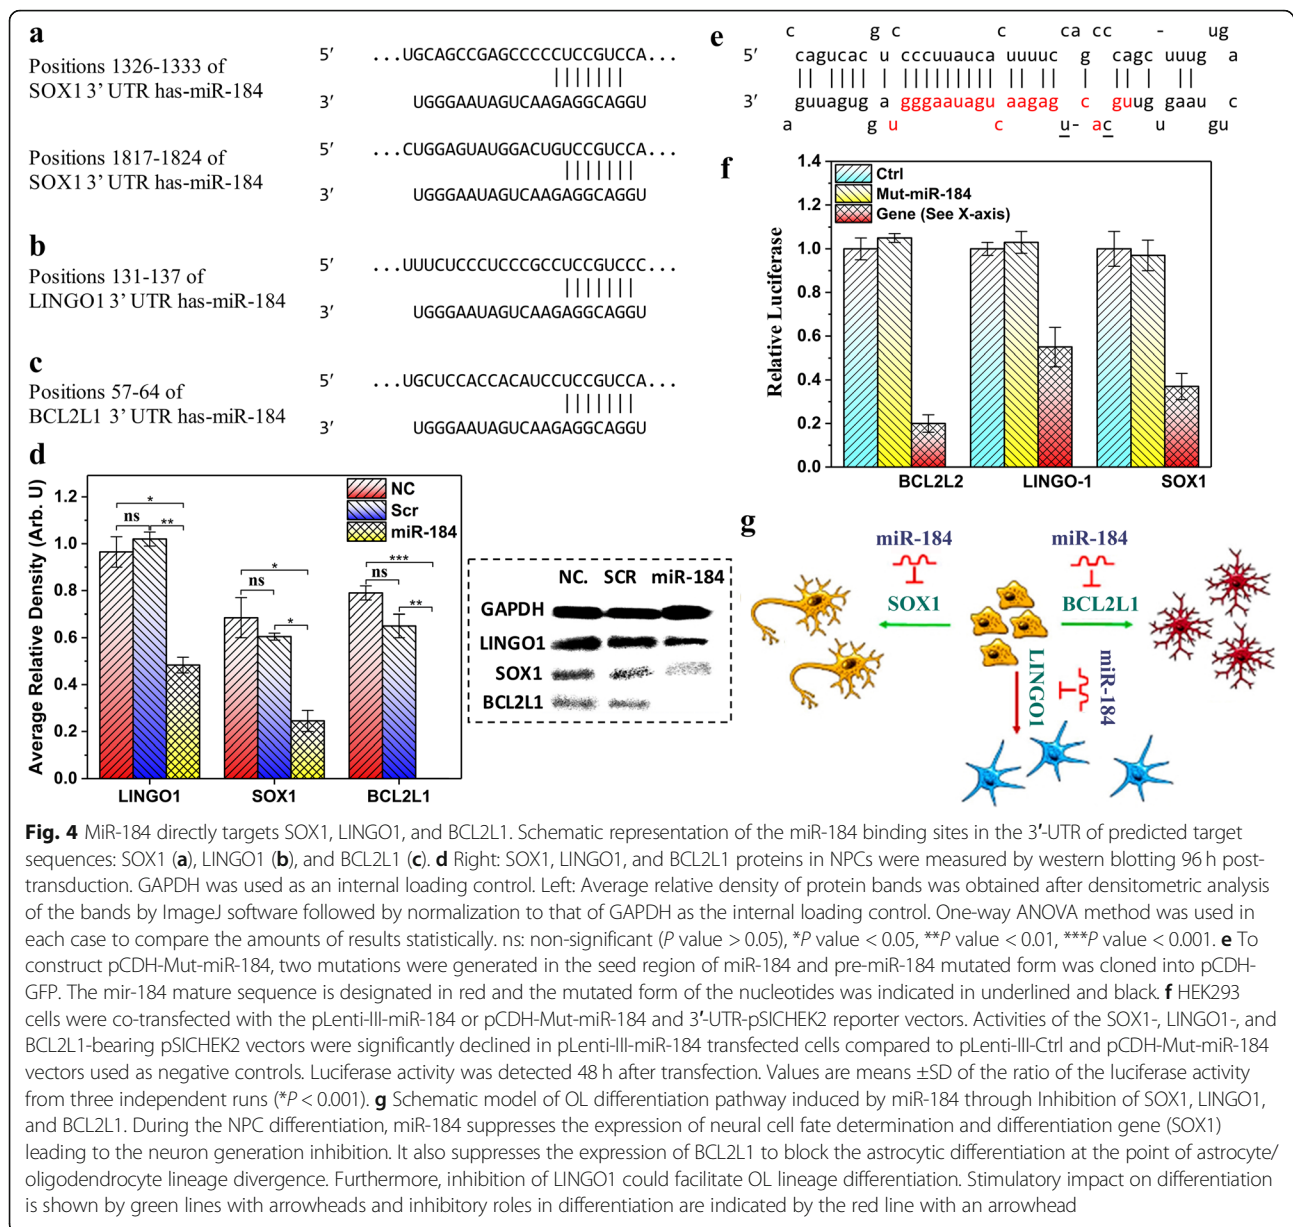 a
Positions 1326-1333 of
SOX1 3' UTR has-miR-184
5' ...UGCAGCCGAGCCCCCUCCGUCCA...
3' UGGGAAUAGUCAAGAGGCAGGU
Positions 1817-1824 of
SOX1 3' UTR has-miR-184
5' ...CUGGAGUAUGGACUGUCCGUCCA...
3' UGGGAAUAGUCAAGAGGCAGGU
b
Positions 131-137 of
LINGO1 3' UTR has-miR-184
5' ...UUUCUCCCUCCCGCCUCCGUCCC...
3' UGGGAAUAGUCAAGAGGCAGGU
c
Positions 57-64 of
BCL2L1 3' UTR has-miR-184
5' ...UGCUCCACCACAUCCUCCGUCCA...
3' UGGGAAUAGUCAAGAGGCAGGU
d
Average Relative Density (Arb. U)
1.2
1.0
0.8
0.6
0.4
0.2
0.0
NC
Scr
miR-184
* ns **
* ns *
*** ns **
LINGO1 SOX1 BCL2L1
NC. SCR miR-184
GAPDH
LINGO1
SOX1
BCL2L1
e
c g c c ca cc - ug
5' cagucac u cccuuauca uuuuc g cagc uuug a
3' guuagug a gggaauagu aagag c guug gaau c
a g u c u- ac u gu
f
Relative Luciferase
1.4
1.2
1.0
0.8
0.6
0.4
0.2
0.0
Ctrl
Mut-miR-184
Gene (See X-axis)
BCL2L2 LINGO-1 SOX1
g
miR-184 miR-184
SOX1 BCL2L1
LINGO1 miR-184
Fig. 4 MiR-184 directly targets SOX1, LINGO1, and BCL2L1. Schematic representation of the miR-184 binding sites in the 3′-UTR of predicted target
sequences: SOX1 (a), LINGO1 (b), and BCL2L1 (c). d Right: SOX1, LINGO1, and BCL2L1 proteins in NPCs were measured by western blotting 96 h post-
transduction. GAPDH was used as an internal loading control. Left: Average relative density of protein bands was obtained after densitometric analysis
of the bands by ImageJ software followed by normalization to that of GAPDH as the internal loading control. One-way ANOVA method was used in
each case to compare the amounts of results statistically. ns: non-significant (P value > 0.05), *P value < 0.05, **P value < 0.01, ***P value < 0.001. e To
construct pCDH-Mut-miR-184, two mutations were generated in the seed region of miR-184 and pre-miR-184 mutated form was cloned into pCDH-
GFP. The mir-184 mature sequence is designated in red and the mutated form of the nucleotides was indicated in underlined and black. f HEK293
cells were co-transfected with the pLenti-III-miR-184 or pCDH-Mut-miR-184 and 3′-UTR-pSICHEK2 reporter vectors. Activities of the SOX1-, LINGO1-, and
BCL2L1-bearing pSICHEK2 vectors were significantly declined in pLenti-III-miR-184 transfected cells compared to pLenti-III-Ctrl and pCDH-Mut-miR-184
vectors used as negative controls. Luciferase activity was detected 48 h after transfection. Values are means ±SD of the ratio of the luciferase activity
from three independent runs (*P < 0.001). g Schematic model of OL differentiation pathway induced by miR-184 through Inhibition of SOX1, LINGO1,
and BCL2L1. During the NPC differentiation, miR-184 suppresses the expression of neural cell fate determination and differentiation gene (SOX1)
leading to the neuron generation inhibition. It also suppresses the expression of BCL2L1 to block the astrocytic differentiation at the point of astrocyte/
oligodendrocyte lineage divergence. Furthermore, inhibition of LINGO1 could facilitate OL lineage differentiation. Stimulatory impact on differentiation
is shown by green lines with arrowheads and inhibitory roles in differentiation are indicated by the red line with an arrowhead